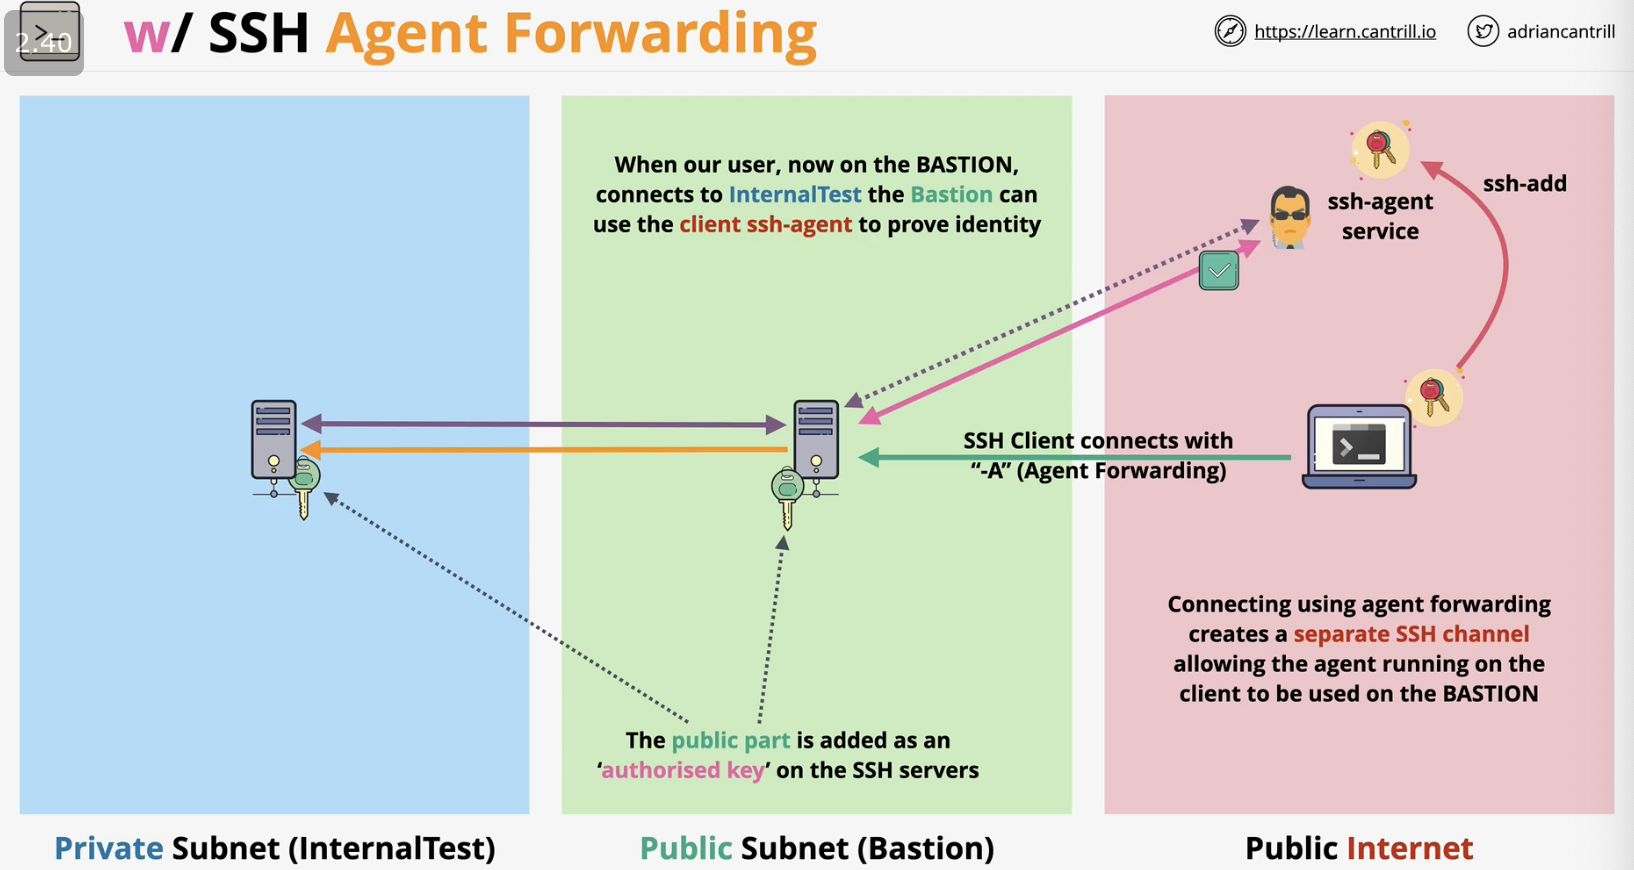 2.40
w/ SSH Agent Forwarding
https://learn.cantrill.io
adriancantrill
When our user, now on the BASTION,
connects to InternalTest the Bastion can
use the client ssh-agent to prove identity
ssh-agent
service
ssh-add
SSH Client connects with
“-A” (Agent Forwarding)
Connecting using agent forwarding
creates a separate SSH channel
allowing the agent running on the
client to be used on the BASTION
The public part is added as an
‘authorised key’ on the SSH servers
Private Subnet (InternalTest)
Public Subnet (Bastion)
Public Internet